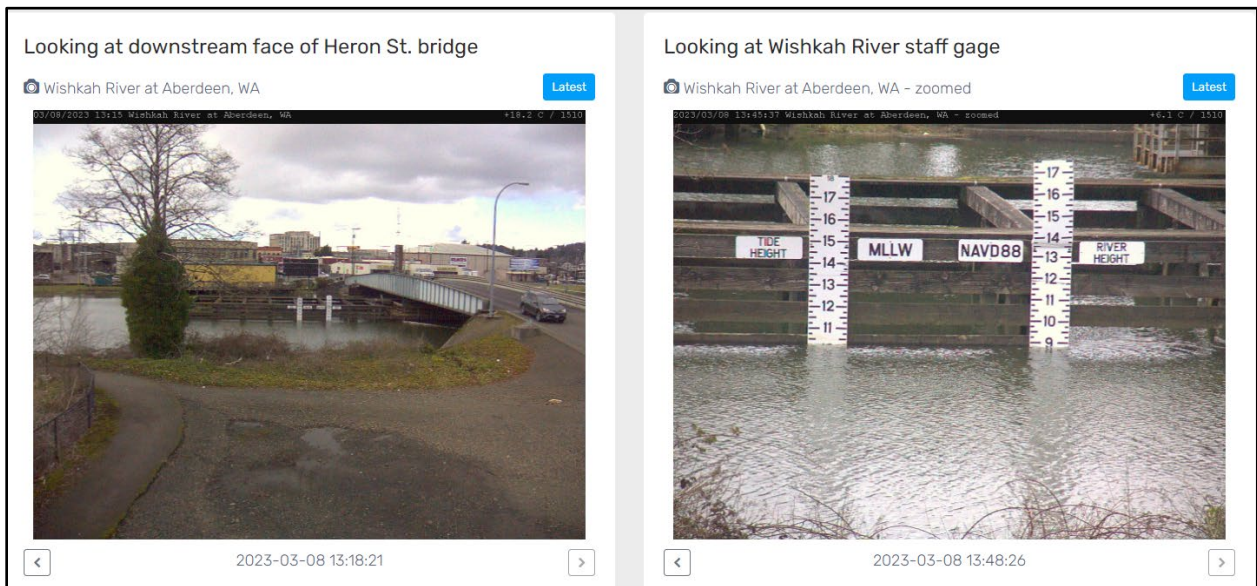 Looking at downstream face of Heron St. bridge
Wishkah River at Aberdeen, WA
Latest
03/08/2023 13:15 Wishkah River at Aberdeen, WA +18.2 C / 1510
2023-03-08 13:18:21
Looking at Wishkah River staff gage
Wishkah River at Aberdeen, WA - zoomed
Latest
2023/03/08 13:45:37 Wishkah River at Aberdeen, WA - zoomed +6.1 C / 1510
18
17
16
15
14
13
12
11
TIDE
HEIGHT
MLLW
NAVD88
17
16
15
14
13
12
11
10
9
RIVER
HEIGHT
2023-03-08 13:48:26